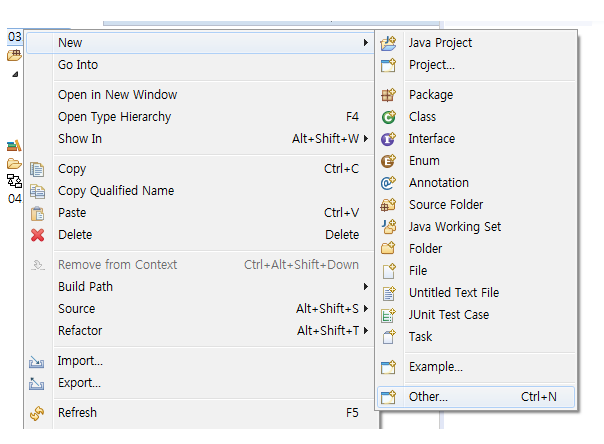 03
New
Go Into
Open in New Window
Open Type Hierarchy F4
Show In Alt+Shift+W
Copy Ctrl+C
Copy Qualified Name
Paste Ctrl+V
Delete Delete
Remove from Context Ctrl+Alt+Shift+Down
Build Path
Source Alt+Shift+S
Refactor Alt+Shift+T
Import...
Export...
Refresh F5
04
Java Project
Project...
Package
Class
Interface
Enum
Annotation
Source Folder
Java Working Set
Folder
File
Untitled Text File
JUnit Test Case
Task
Example...
Other... Ctrl+N